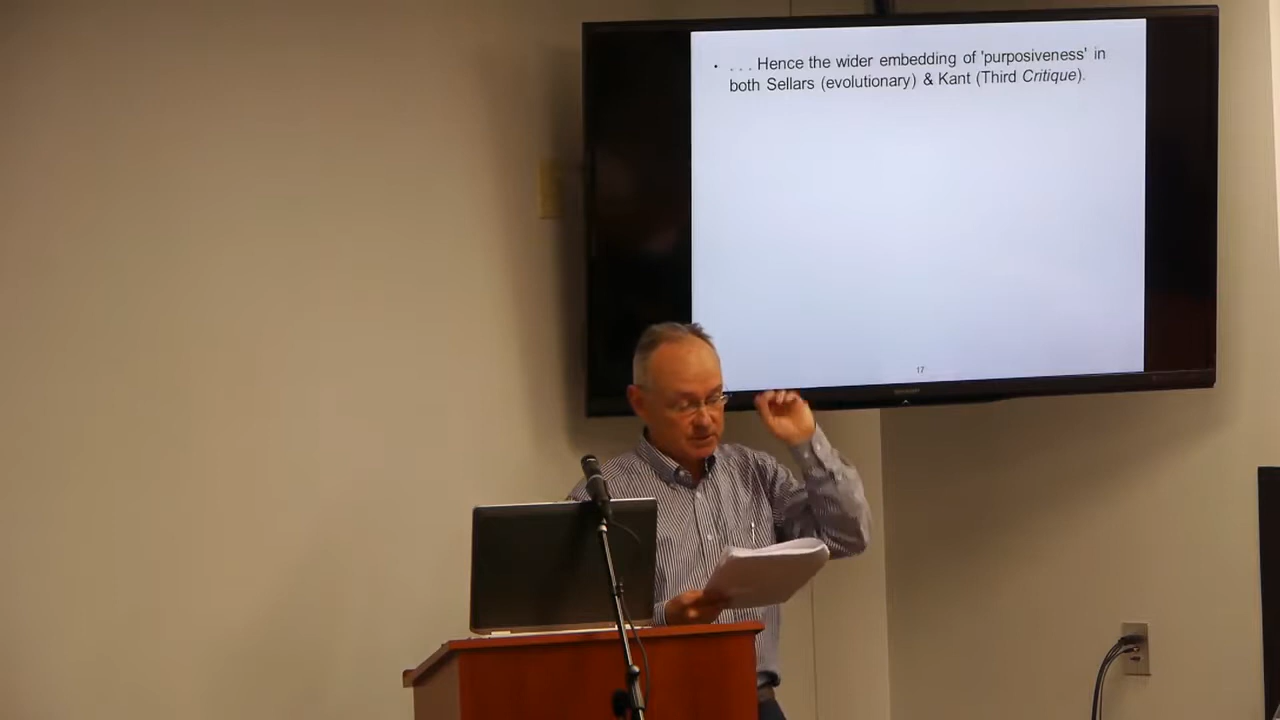 • . . . Hence the wider embedding of 'purposiveness' in
both Sellars (evolutionary) & Kant (Third Critique).
17